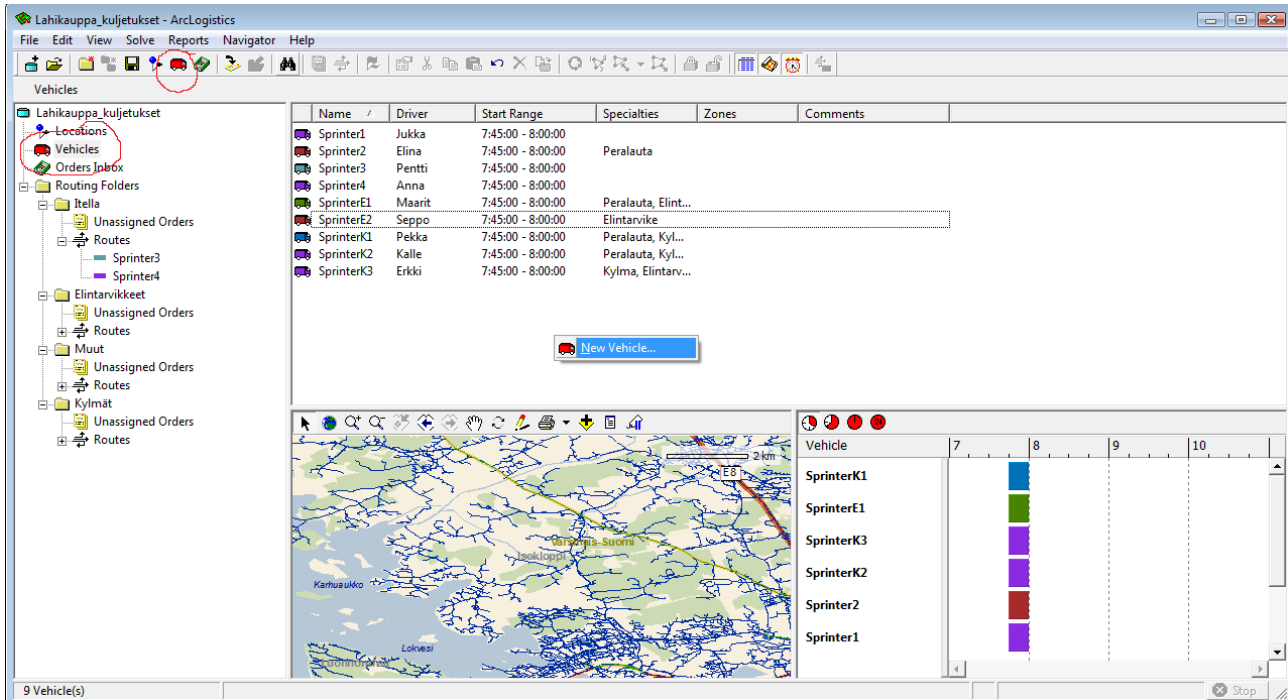 Lahikauppa_kuljetukset - ArcLogistics
File Edit View Solve Reports Navigator Help
Vehicles
Lahikauppa_kuljetukset
Locations
Vehicles
Orders Inbox
Routing Folders
Itella
Unassigned Orders
Routes
Sprinter3
Sprinter4
Elintarvikkeet
Unassigned Orders
Routes
Muut
Unassigned Orders
Routes
Kylmät
Unassigned Orders
Routes
Name Driver Start Range Specialties Zones Comments
Sprinter1 Jukka 7:45:00 - 8:00:00
Sprinter2 Elina 7:45:00 - 8:00:00 Peralauta
Sprinter3 Pentti 7:45:00 - 8:00:00
Sprinter4 Anna 7:45:00 - 8:00:00
SprinterE1 Maarit 7:45:00 - 8:00:00 Peralauta, Elint...
SprinterE2 Seppo 7:45:00 - 8:00:00 Elintarvike
SprinterK1 Pekka 7:45:00 - 8:00:00 Peralauta, Kyl...
SprinterK2 Kalle 7:45:00 - 8:00:00 Peralauta, Kyl...
SprinterK3 Erkki 7:45:00 - 8:00:00 Kylma, Elintarv...
New Vehicle...
2 km
E8
Varsinais-Suomi
Isokloppi
Karhuaukko
Lokvesi
24
Vehicle 7 8 9 10
SprinterK1
SprinterE1
SprinterK3
SprinterK2
Sprinter2
Sprinter1
9 Vehicle(s)
Stop